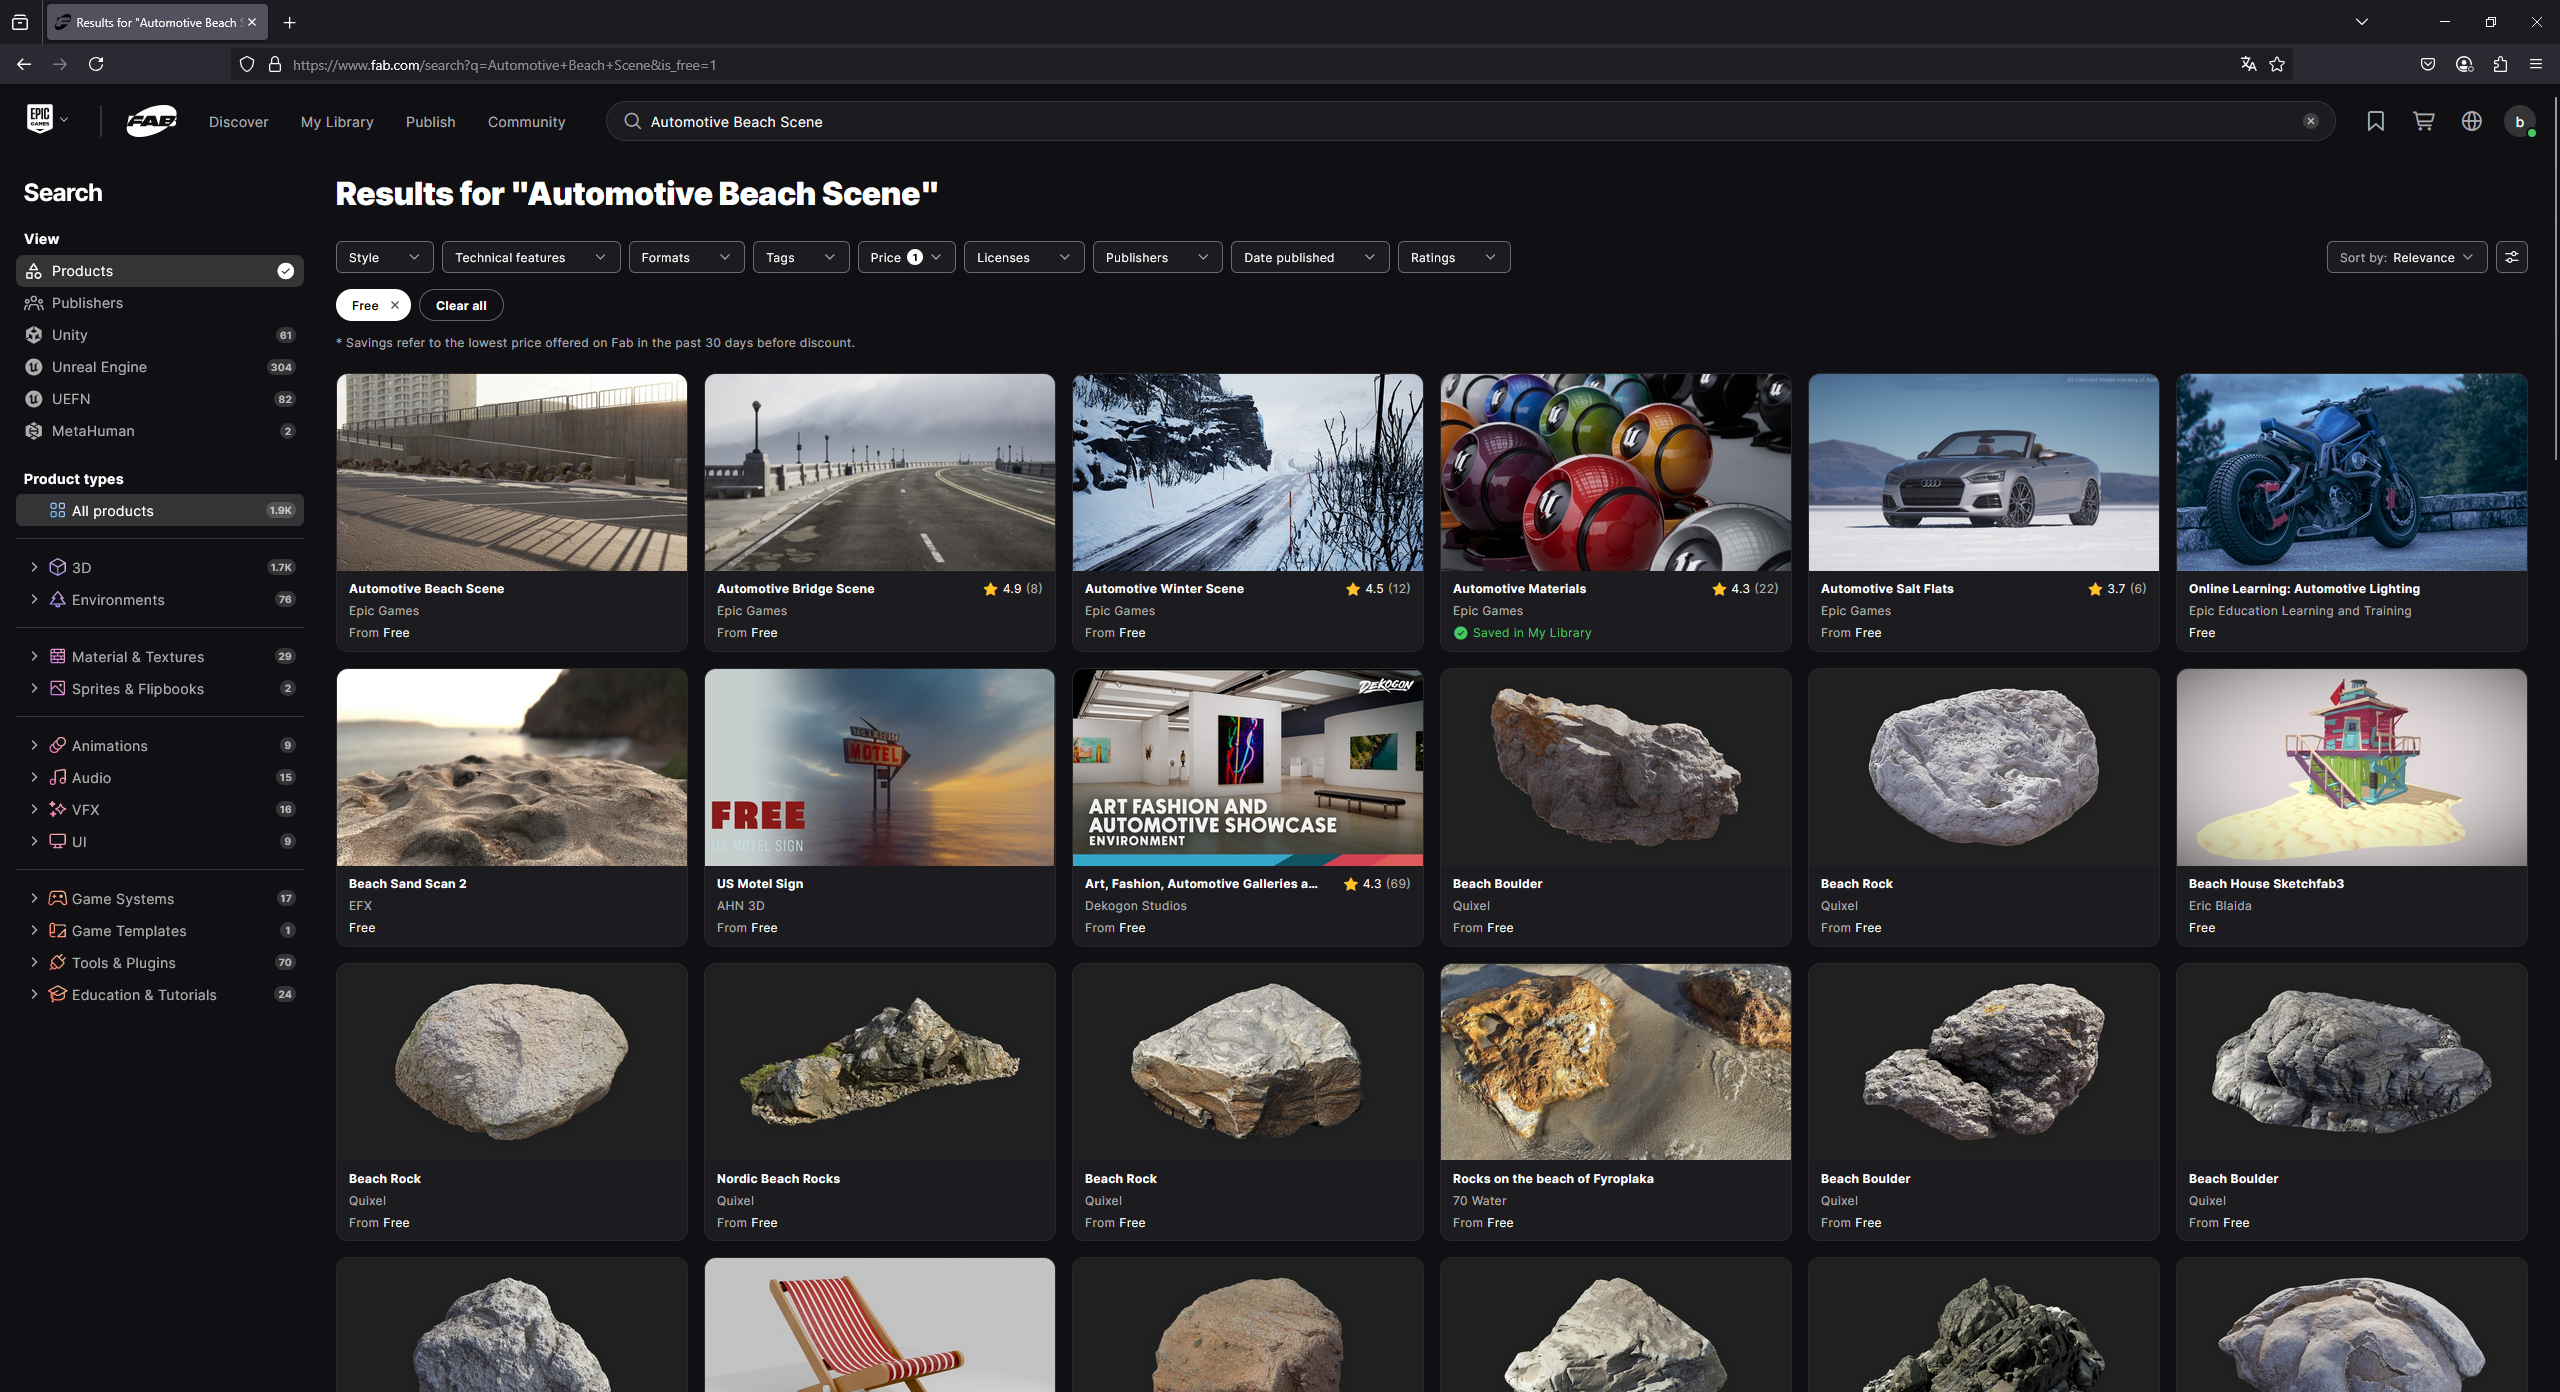 Results for "Automotive Beach S
https://www.fab.com/search?q=Automotive+Beach+Scene&is_free=1
EPIC GAMES
FAB
Discover
My Library
Publish
Community
Automotive Beach Scene
b
Search
View
Products
Publishers
Unity 61
Unreal Engine 304
UEFN 82
MetaHuman 2
Product types
All products 1.9K
3D 1.7K
Environments 76
Material & Textures 29
Sprites & Flipbooks 2
Animations 9
Audio 15
VFX 16
UI 9
Game Systems 17
Game Templates 1
Tools & Plugins 70
Education & Tutorials 24
Results for "Automotive Beach Scene"
Style
Technical features
Formats
Tags
Price 1
Licenses
Publishers
Date published
Ratings
Sort by: Relevance
Free
Clear all
* Savings refer to the lowest price offered on Fab in the past 30 days before discount.
Automotive Beach Scene
Epic Games
From Free
Automotive Bridge Scene 4.9 (8)
Epic Games
From Free
Automotive Winter Scene 4.5 (12)
Epic Games
From Free
Automotive Materials 4.3 (22)
Epic Games
Saved in My Library
Automotive Salt Flats 3.7 (6)
Epic Games
From Free
Online Learning: Automotive Lighting
Epic Education Learning and Training
Free
Beach Sand Scan 2
EFX
Free
TOWN HOUSE
MOTEL
FREE
US MOTEL SIGN
US Motel Sign
AHN 3D
From Free
DEKOGON
ART FASHION AND
AUTOMOTIVE SHOWCASE
ENVIRONMENT
Art, Fashion, Automotive Galleries a... 4.3 (69)
Dekogon Studios
From Free
Beach Boulder
Quixel
From Free
Beach Rock
Quixel
From Free
Beach House Sketchfab3
Eric Blaida
Free
Beach Rock
Quixel
From Free
Nordic Beach Rocks
Quixel
From Free
Beach Rock
Quixel
From Free
Rocks on the beach of Fyroplaka
70 Water
From Free
Beach Boulder
Quixel
From Free
Beach Boulder
Quixel
From Free